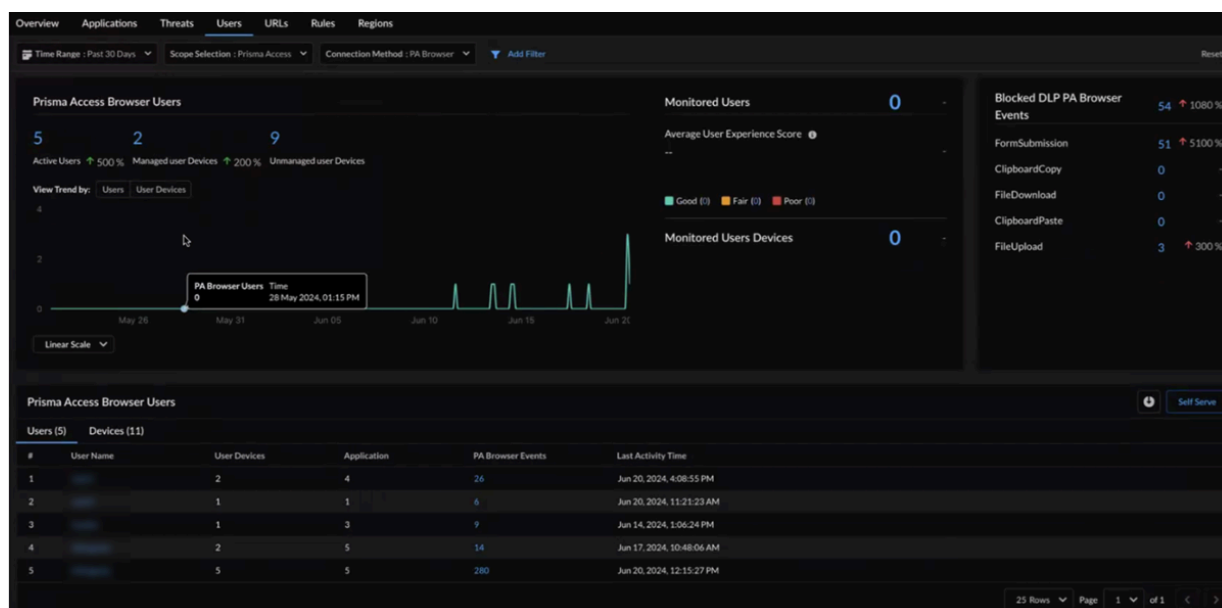 Overview Applications Threats Users URLs Rules Regions
Time Range : Past 30 Days Scope Selection : Prisma Access Connection Method : PA Browser Add Filter Reset
Prisma Access Browser Users
5 2 9
Active Users 500 % Managed user Devices 200 % Unmanaged user Devices
View Trend by: Users User Devices
4
2
0
PA Browser Users Time
0 28 May 2024, 01:15 PM
May 26 May 31 Jun 05 Jun 10 Jun 15 Jun 20
Linear Scale
Monitored Users 0 -
Average User Experience Score
-- -
Good (0) Fair (0) Poor (0)
Monitored Users Devices 0 -
Blocked DLP PA Browser
Events
54 1080 %
FormSubmission 51 5100 %
ClipboardCopy 0 -
FileDownload 0 -
ClipboardPaste 0 -
FileUpload 3 300 %
Prisma Access Browser Users
Self Serve
Users (5) Devices (11)
# User Name User Devices Application PA Browser Events Last Activity Time
1 2 4 26 Jun 20, 2024, 4:08:55 PM
2 1 1 6 Jun 20, 2024, 11:21:23 AM
3 1 3 9 Jun 14, 2024, 1:06:24 PM
4 2 5 14 Jun 17, 2024, 10:48:06 AM
5 5 5 280 Jun 20, 2024, 12:15:27 PM
25 Rows Page 1 of 1